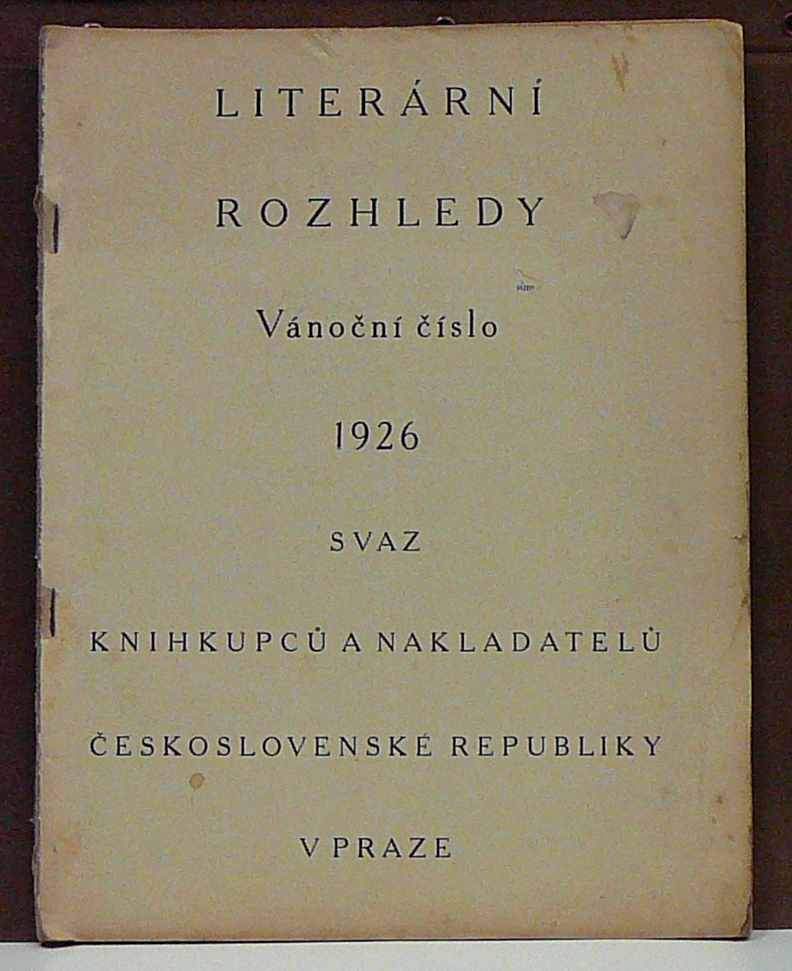 LITERÁRNÍ
ROZHLEDY
Vánoční číslo
1926
SVAZ
KNIHKUPCŮ A NAKLADATELŮ
ČESKOSLOVENSKÉ REPUBLIKY
V PRAZE